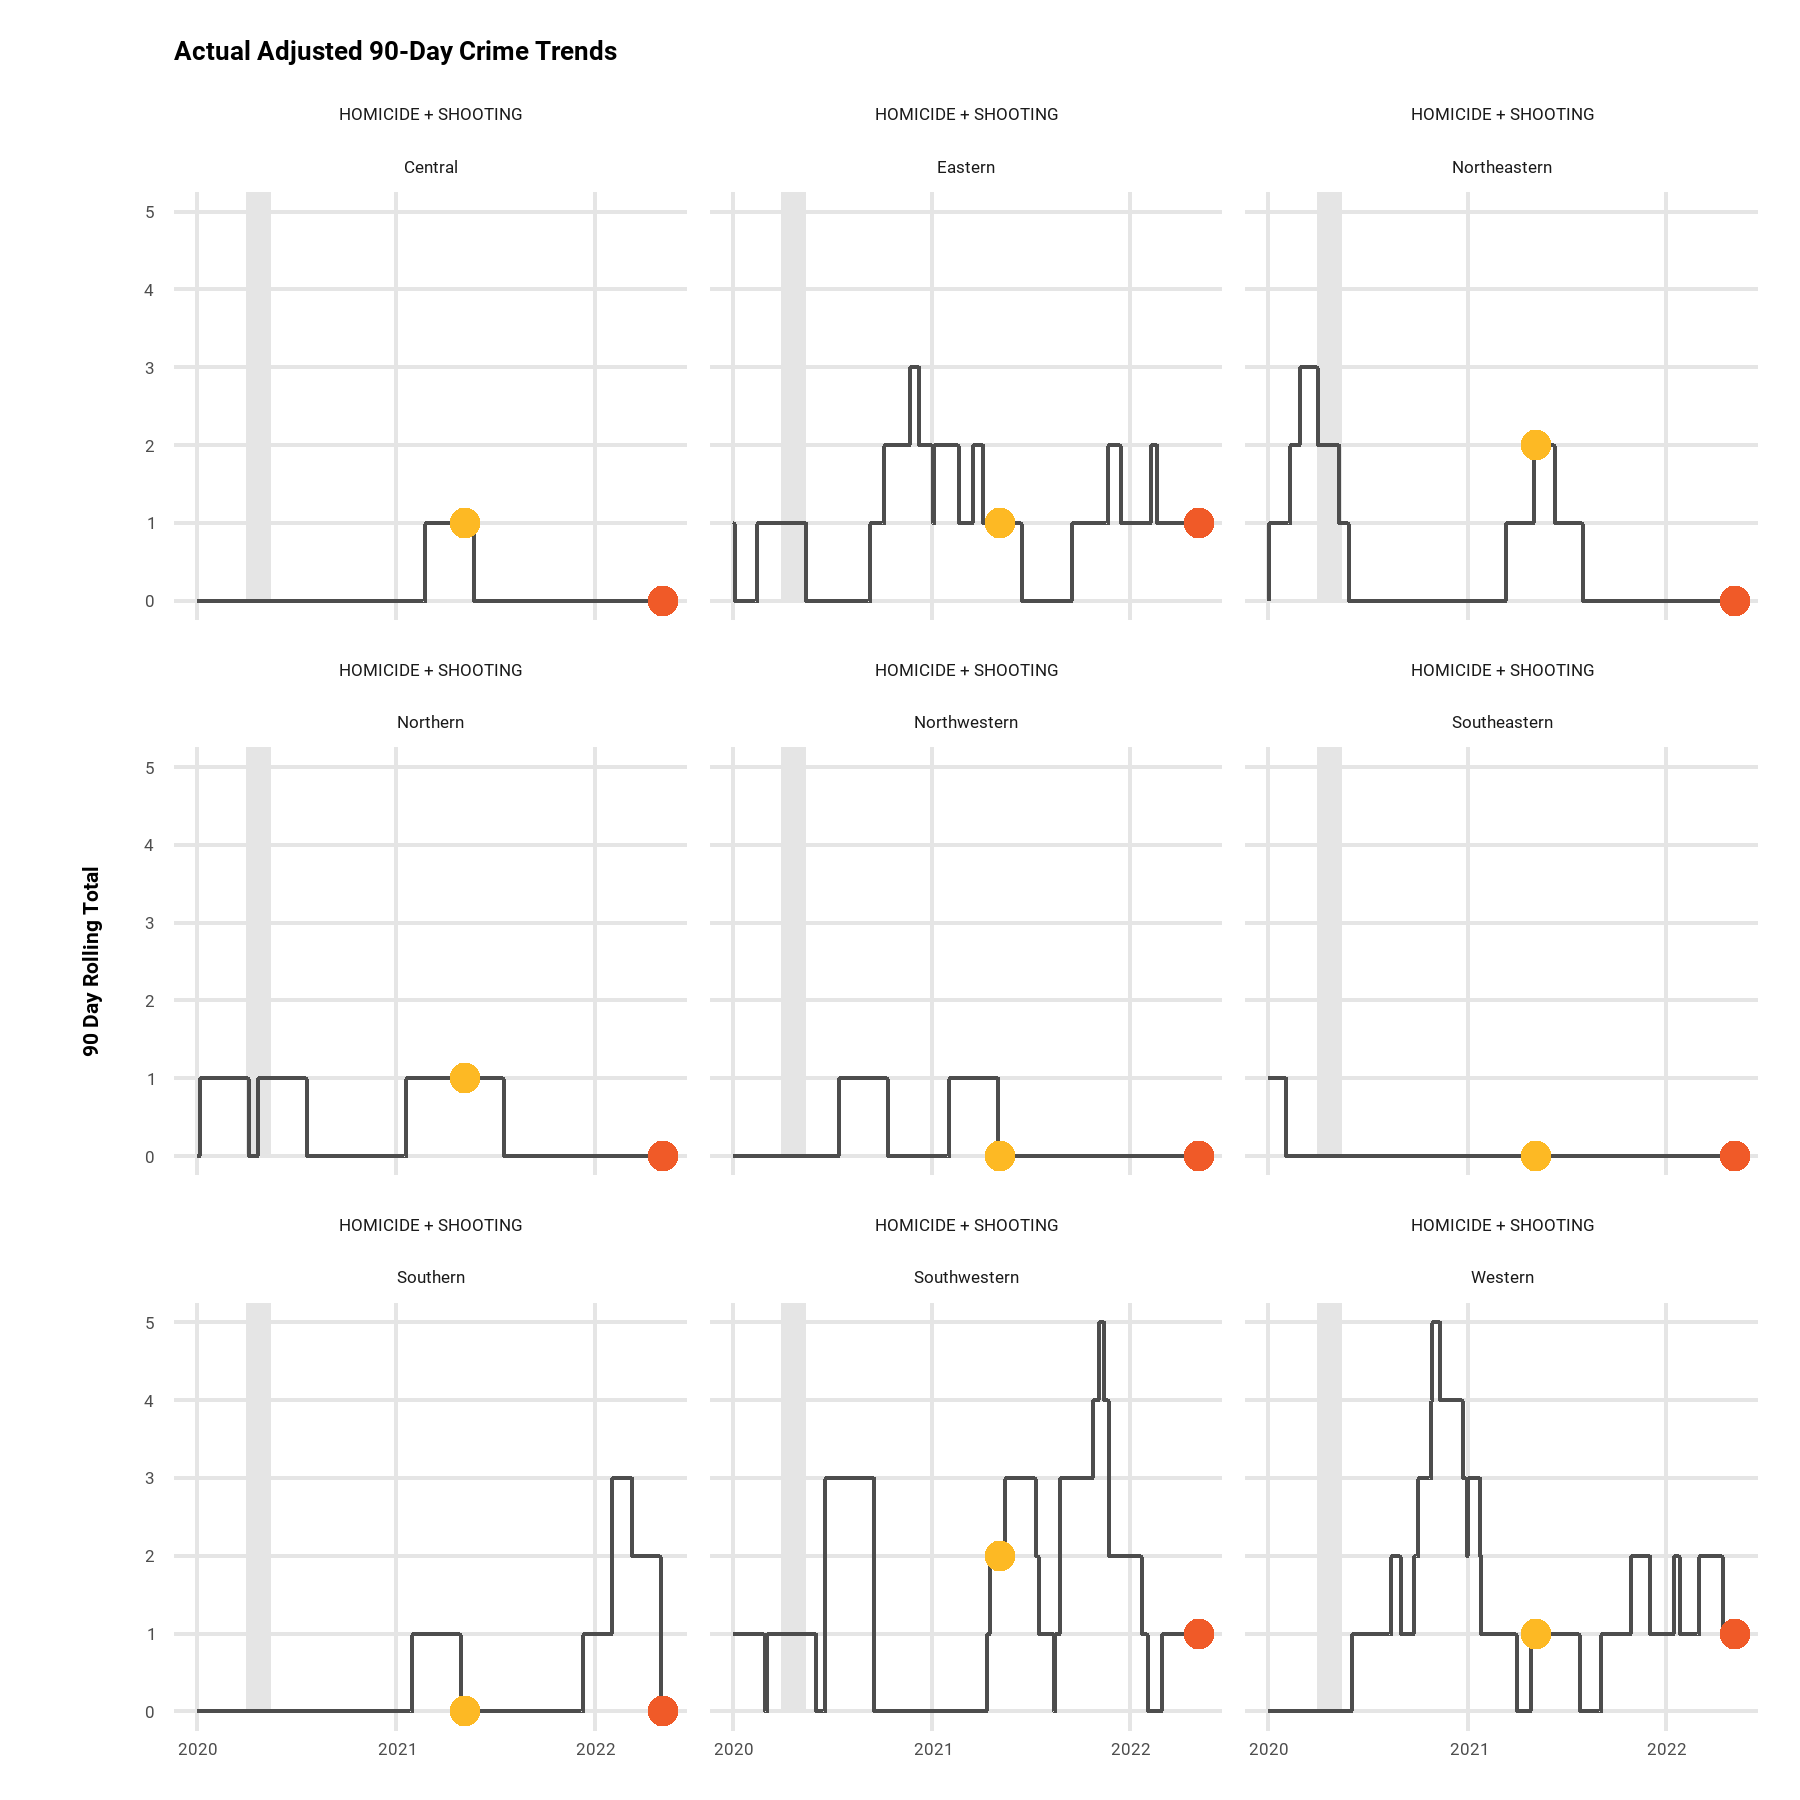 Actual Adjusted 90-Day Crime Trends
HOMICIDE + SHOOTING
HOMICIDE + SHOOTING
HOMICIDE + SHOOTING
Central
Eastern
Northeastern
5
4
3
2
1
0
HOMICIDE + SHOOTING
HOMICIDE + SHOOTING
HOMICIDE + SHOOTING
Northern
Northwestern
Southeastern
5
4
3
2
1
0
90 Day Rolling Total
HOMICIDE + SHOOTING
HOMICIDE + SHOOTING
HOMICIDE + SHOOTING
Southern
Southwestern
Western
5
4
3
2
1
0
2020
2021
2022
2020
2021
2022
2020
2021
2022